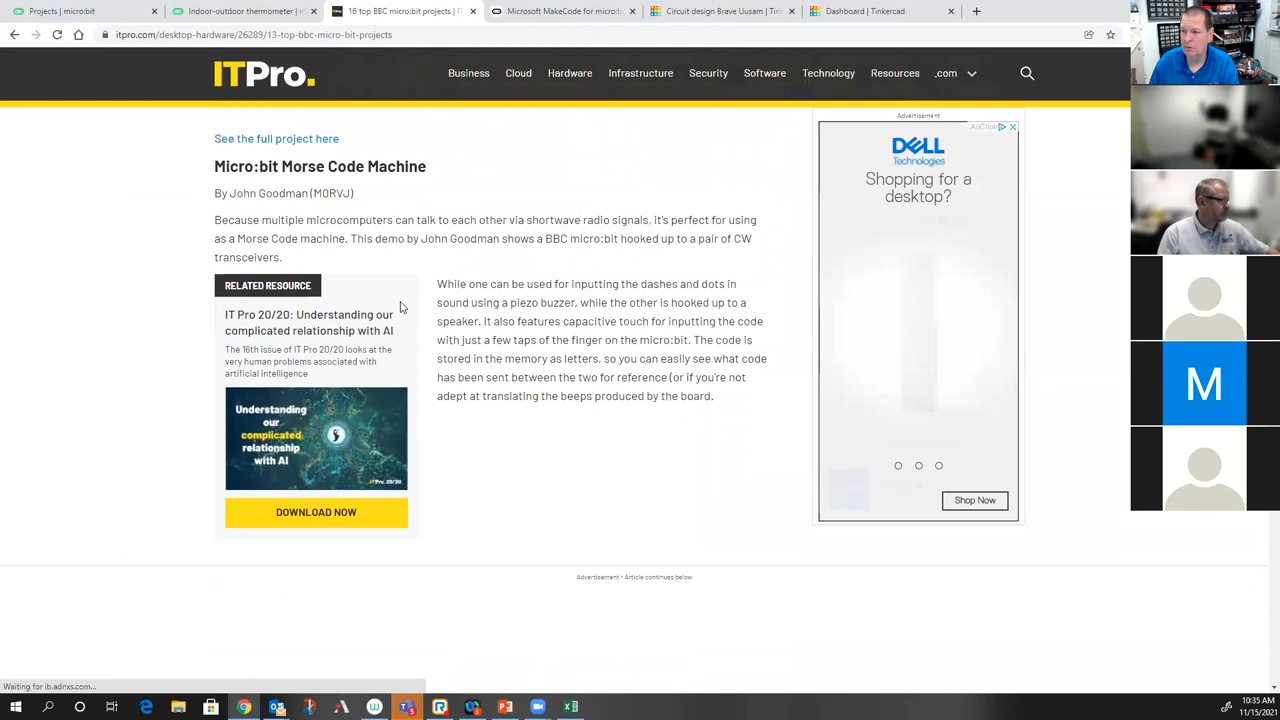 Projects | micro:bit
Indoor-outdoor thermometer | m
16 top BBC micro:bit projects | IT
Microsoft MakeCode for micro:b
Circuit design Brave Uusam | Tin
Dashboard | Tin
itpro.com/desktop-hardware/26289/13-top-bbc-micro-bit-projects
ITPro.
Business
Cloud
Hardware
Infrastructure
Security
Software
Technology
Resources
.com
Advertisement
AdChoi
See the full project here
Micro:bit Morse Code Machine
By John Goodman (M0RVJ)
Because multiple microcomputers can talk to each other via shortwave radio signals, it's perfect for using
as a Morse Code machine. This demo by John Goodman shows a BBC micro:bit hooked up to a pair of CW
transceivers.
RELATED RESOURCE
IT Pro 20/20: Understanding our
complicated relationship with AI
The 16th issue of IT Pro 20/20 looks at the
very human problems associated with
artificial intelligence
Understanding
our
complicated
relationship
with AI
ITPro. 20/20
DOWNLOAD NOW
While one can be used for inputting the dashes and dots in
sound using a piezo buzzer, while the other is hooked up to a
speaker. It also features capacitive touch for inputting the code
with just a few taps of the finger on the micro:bit. The code is
stored in the memory as letters, so you can easily see what code
has been sent between the two for reference (or if you're not
adept at translating the beeps produced by the board.
DELL
Technologies
Shopping for a
desktop?
Shop Now
M
Advertisement - Article continues below
Waiting for ib.adnxs.com...
10:35 AM
11/15/2021